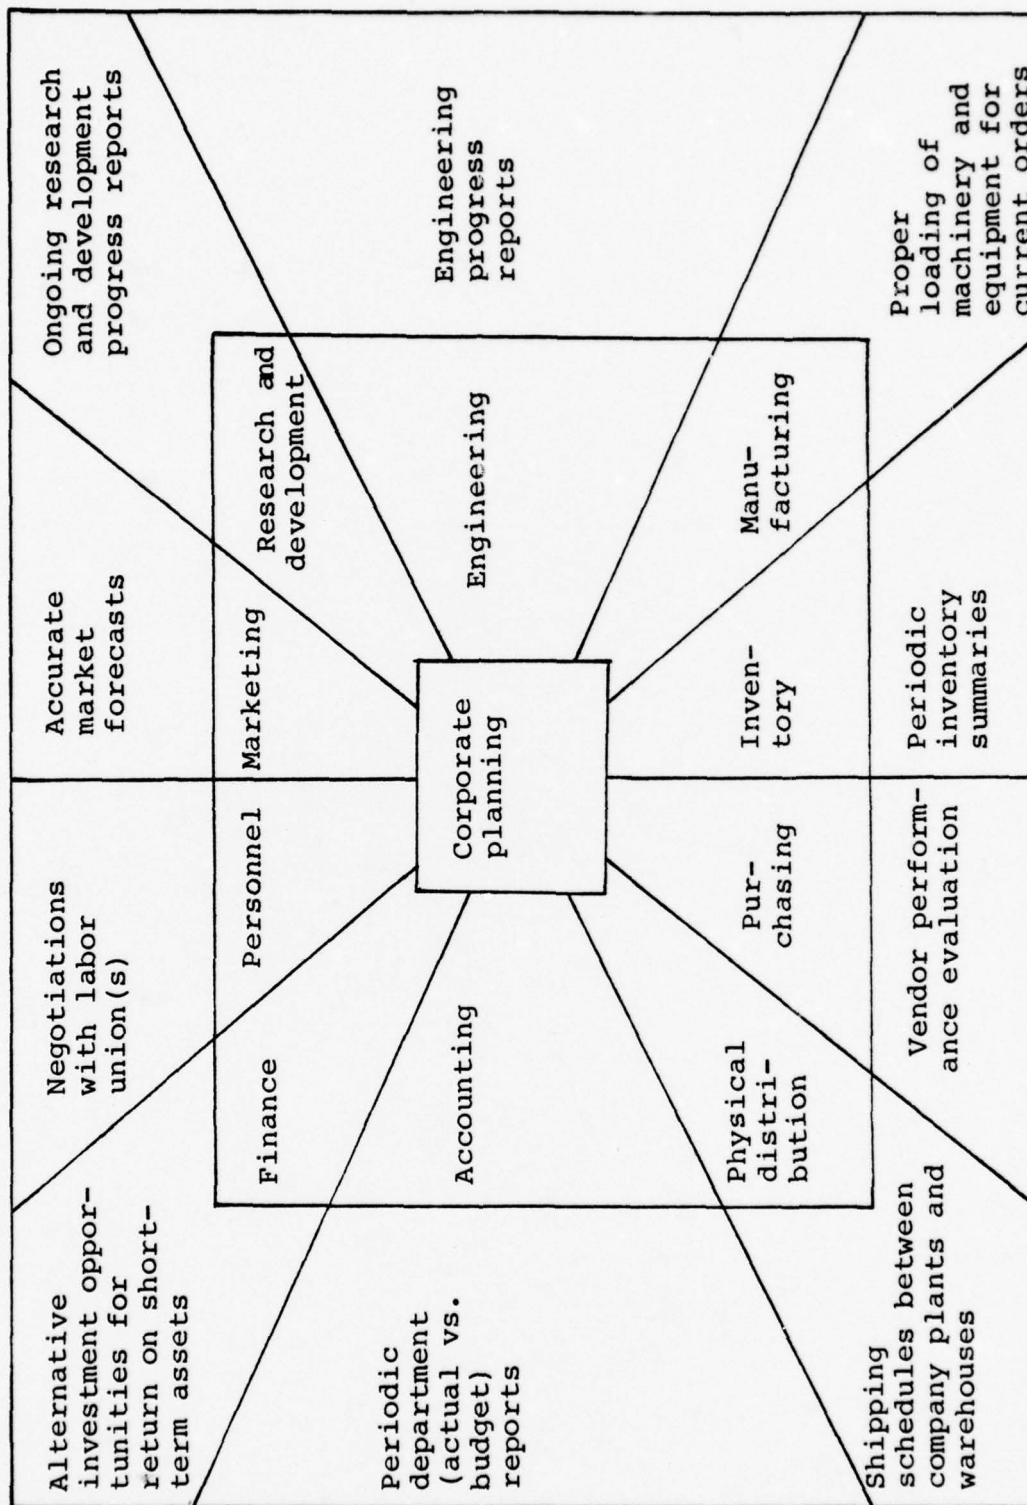 Alternative
investment oppor-
tunities for
return on short-
term assets
Negotiations
with labor
union(s)
Accurate
market
forecasts
Ongoing research
and development
progress reports
Finance
Personnel
Marketing
Research and
development
Periodic
department
(actual vs.
budget)
reports
Accounting
Corporate
planning
Engineering
Engineering
progress
reports
Physical
distri-
bution
Pur-
chasing
Inven-
tory
Manu-
facturing
Shipping
schedules between
company plants and
warehouses
Vendor perform-
ance evaluation
Periodic
inventory
summaries
Proper
loading of
machinery and
equipment for
current orders